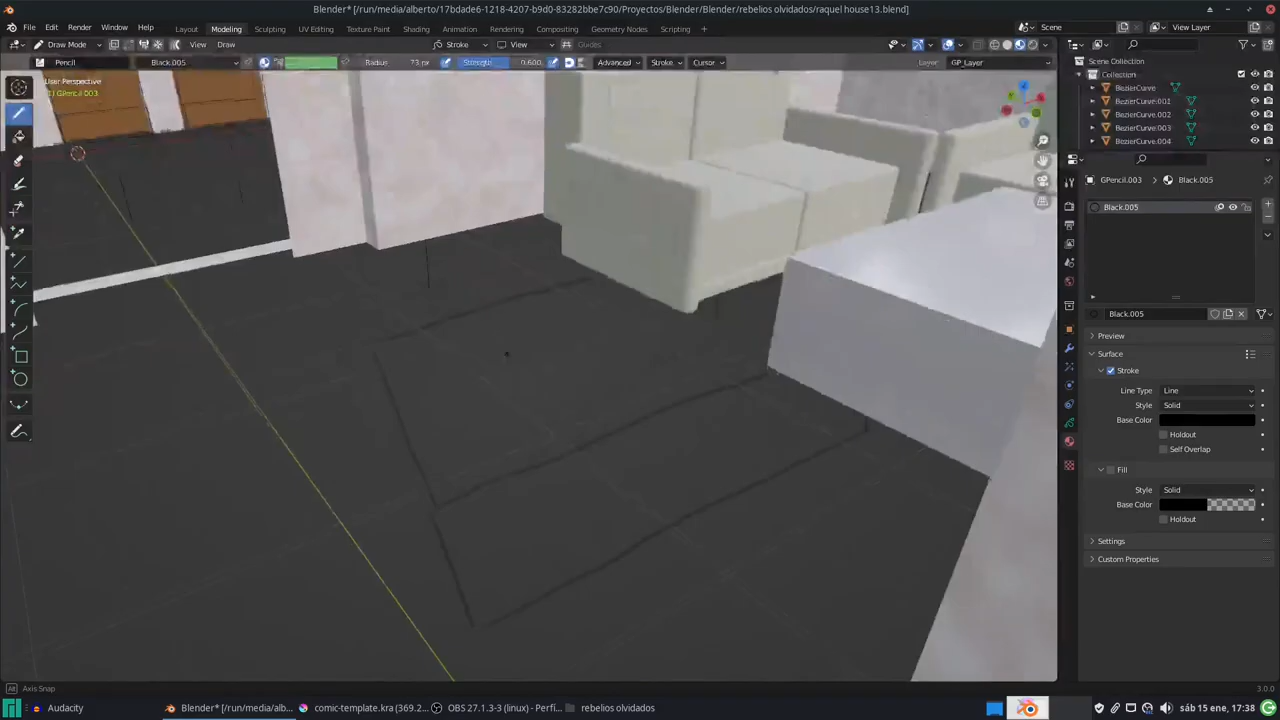 Blender* [/run/media/alberto/17bdade6-1218-4207-b9d0-83282bbe7c90/Proyectos/Blender/Blender/rebelios olvidados/raquel house13.blend]
File Edit Render Window Help Layout Modeling Sculpting UV Editing Texture Paint Shading Animation Rendering Compositing Geometry Nodes Scripting + Scene View Layer
Draw Mode View Draw Stroke View Guides
Pencil Black.005 Radius 73 px Strength 0.600 Advanced Stroke Cursor Layer: GP_Layer
Scene Collection
Collection
BezierCurve
BezierCurve.001
BezierCurve.002
BezierCurve.003
BezierCurve.004
User Perspective
GPencil.003
GPencil.003 > Black.005
Black.005
Black.005
Preview
Surface
Stroke
Line Type Line
Style Solid
Base Color
Holdout
Self Overlap
Fill
Style Solid
Base Color
Holdout
Settings
Custom Properties
Alt Axis Snap 3.0.0
Audacity Blender* [/run/media/alb... comic-template.kra (369.2... OBS 27.1.3-3 (linux) - Perfi... rebelios olvidados sáb 15 ene, 17:38